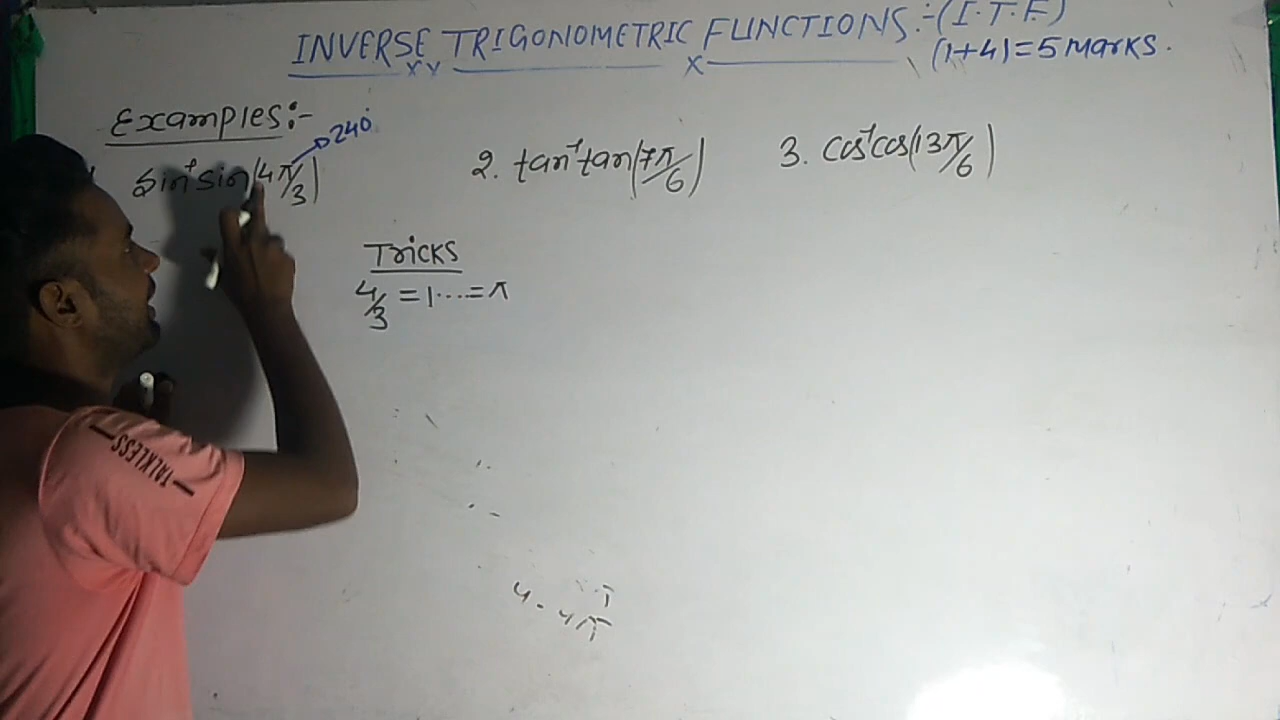 INVERSE TRIGONOMETRIC FUNCTIONS:-(I.T.F.)
(1+4)=5 Marks.
Examples:-
240°
sin⁻¹sin(4π/3)
2. tan⁻¹tan(7π/6)
3. cos⁻¹cos(13π/6)
Tricks
4/3 = 1....= π
TALKLESS